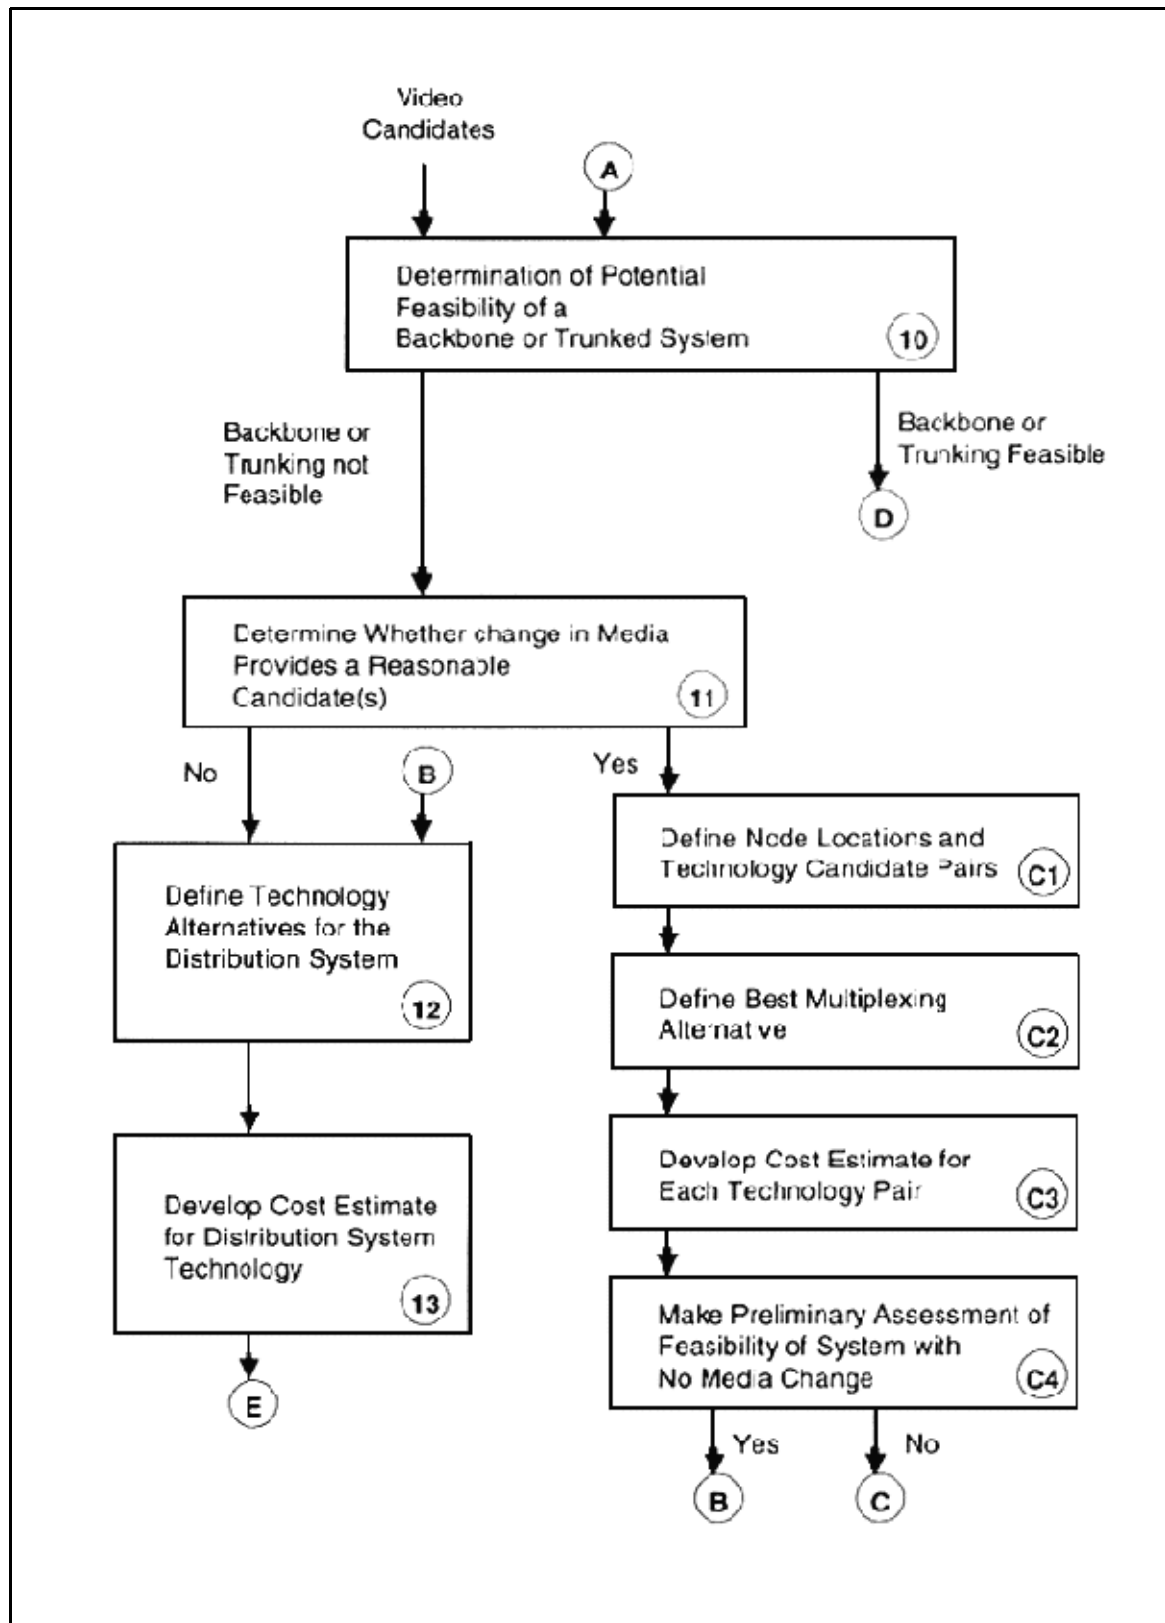 Video
Candidates
A
Determination of Potential
Feasibility of a
Backbone or Trunked System
10
Backbone or
Trunking not
Feasible
Backbone or
Trunking Feasible
D
Determine Whether change in Media
Provides a Reasonable
Candidate(s)
11
No
B
Yes
Define Node Locations and
Technology Candidate Pairs
C1
Define Technology
Alternatives for the
Distribution System
12
Define Best Multiplexing
Alternative
C2
Develop Cost Estimate for
Each Technology Pair
C3
Develop Cost Estimate
for Distribution System
Technology
13
Make Preliminary Assessment of
Feasibility of System with
No Media Change
C4
E
Yes
No
B
C